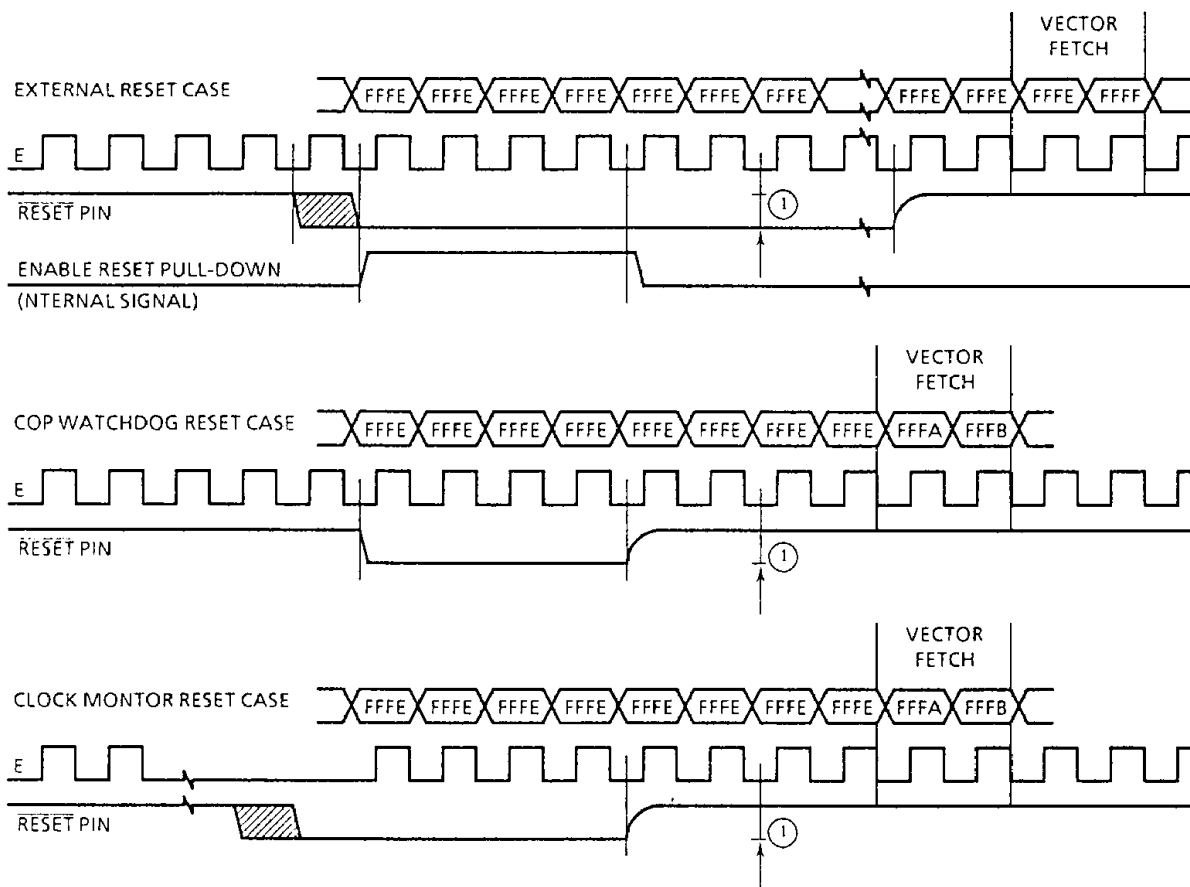 VECTOR
FETCH
EXTERNAL RESET CASE
FFFE FFFE FFFE FFFE FFFE FFFE FFFE FFFE FFFE FFFE FFFF
E
RESET PIN
1
ENABLE RESET PULL-DOWN
(NTERNAL SIGNAL)
VECTOR
FETCH
COP WATCHDOG RESET CASE
FFFE FFFE FFFE FFFE FFFE FFFE FFFE FFFE FFFA FFFB
E
RESET PIN
1
VECTOR
FETCH
CLOCK MONTOR RESET CASE
FFFE FFFE FFFE FFFE FFFE FFFE FFFE FFFE FFFA FFFB
E
RESET PIN
1